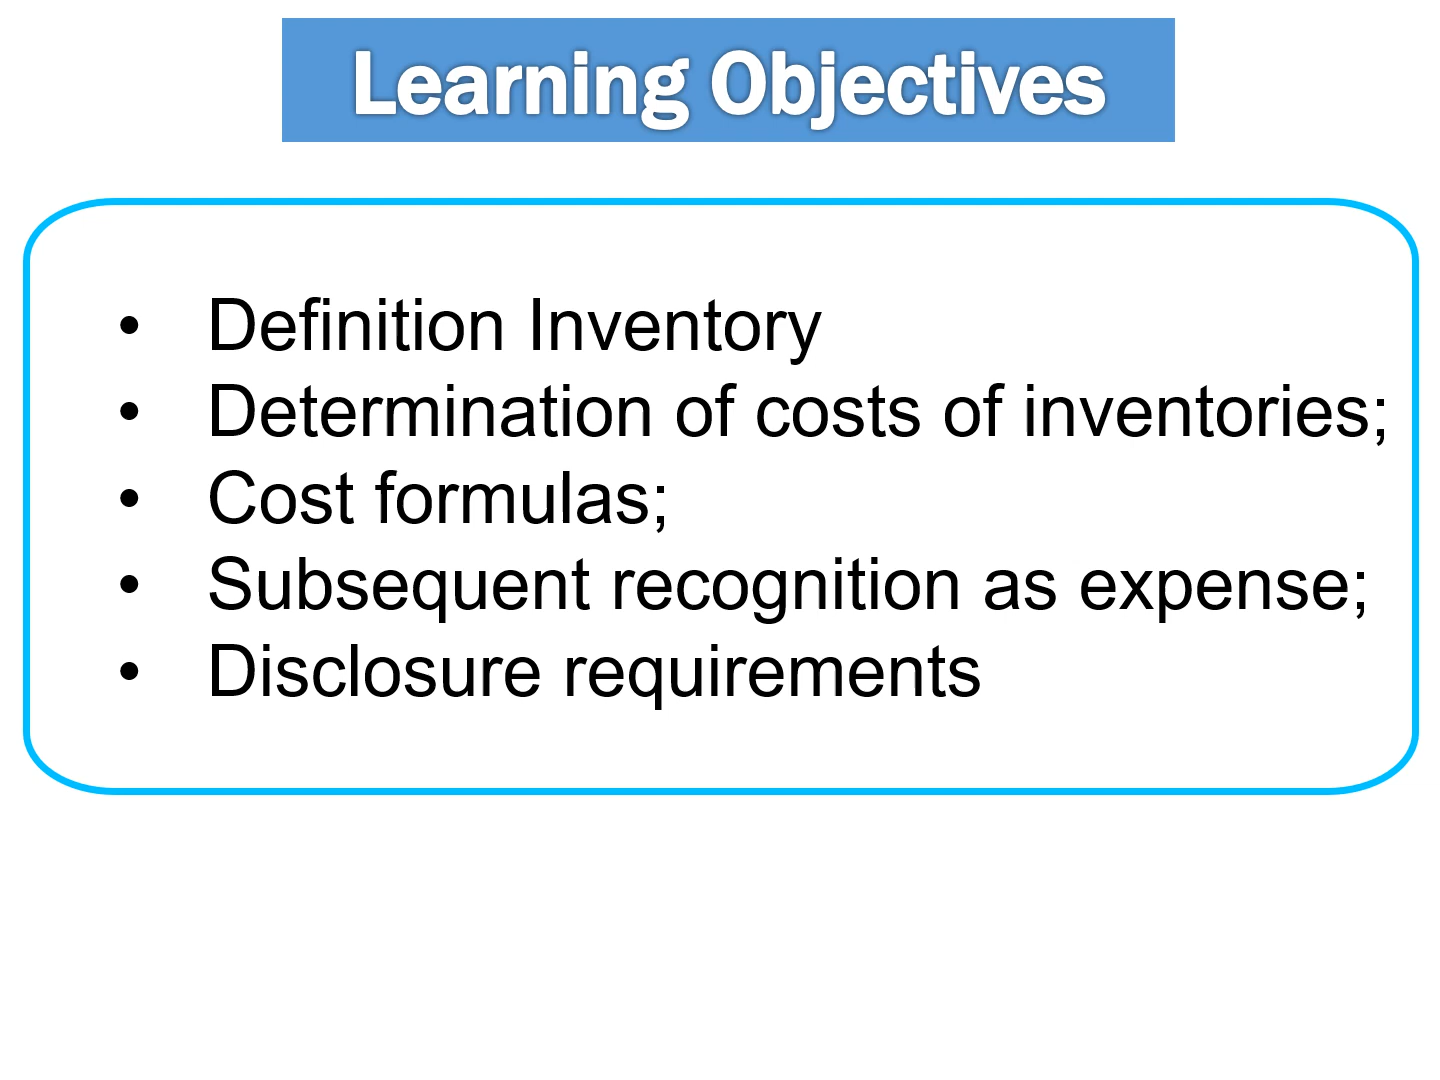 Learning Objectives
• Definition Inventory
• Determination of costs of inventories;
• Cost formulas;
• Subsequent recognition as expense;
• Disclosure requirements